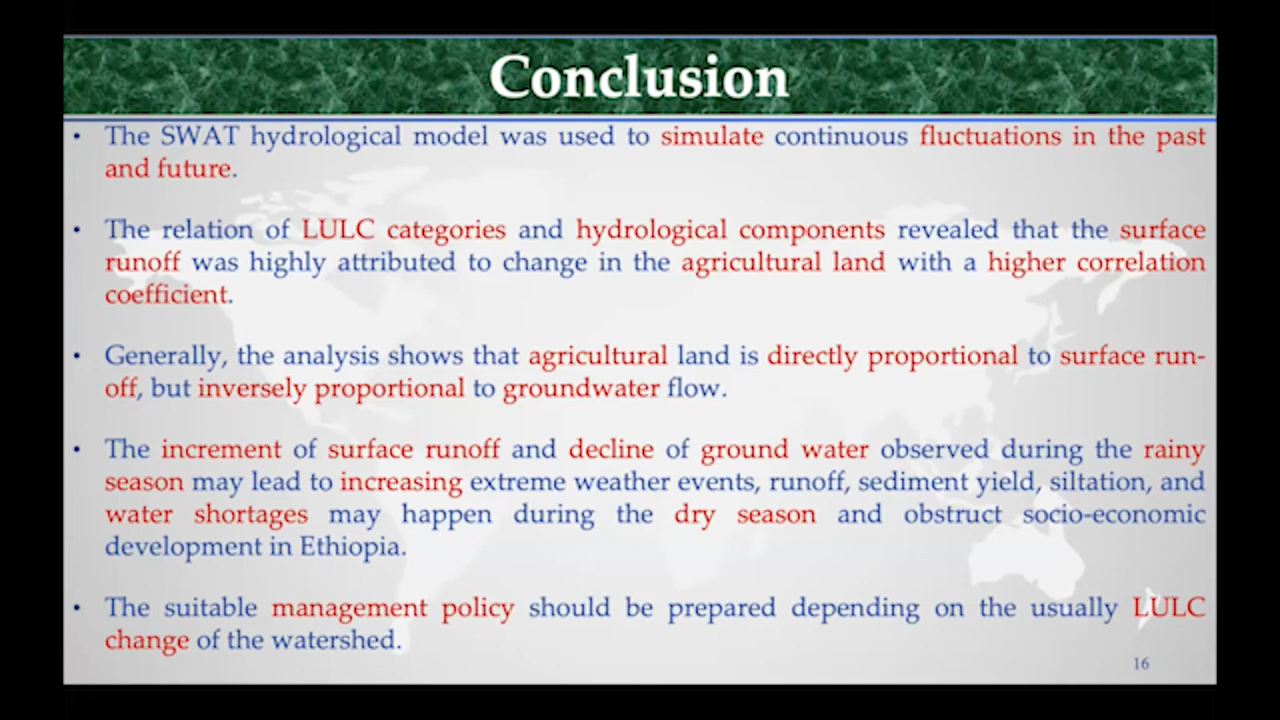 Conclusion
• The SWAT hydrological model was used to simulate continuous fluctuations in the past
and future.
• The relation of LULC categories and hydrological components revealed that the surface
runoff was highly attributed to change in the agricultural land with a higher correlation
coefficient.
• Generally, the analysis shows that agricultural land is directly proportional to surface run-
off, but inversely proportional to groundwater flow.
• The increment of surface runoff and decline of ground water observed during the rainy
season may lead to increasing extreme weather events, runoff, sediment yield, siltation, and
water shortages may happen during the dry season and obstruct socio-economic
development in Ethiopia.
• The suitable management policy should be prepared depending on the usually LULC
change of the watershed.
16